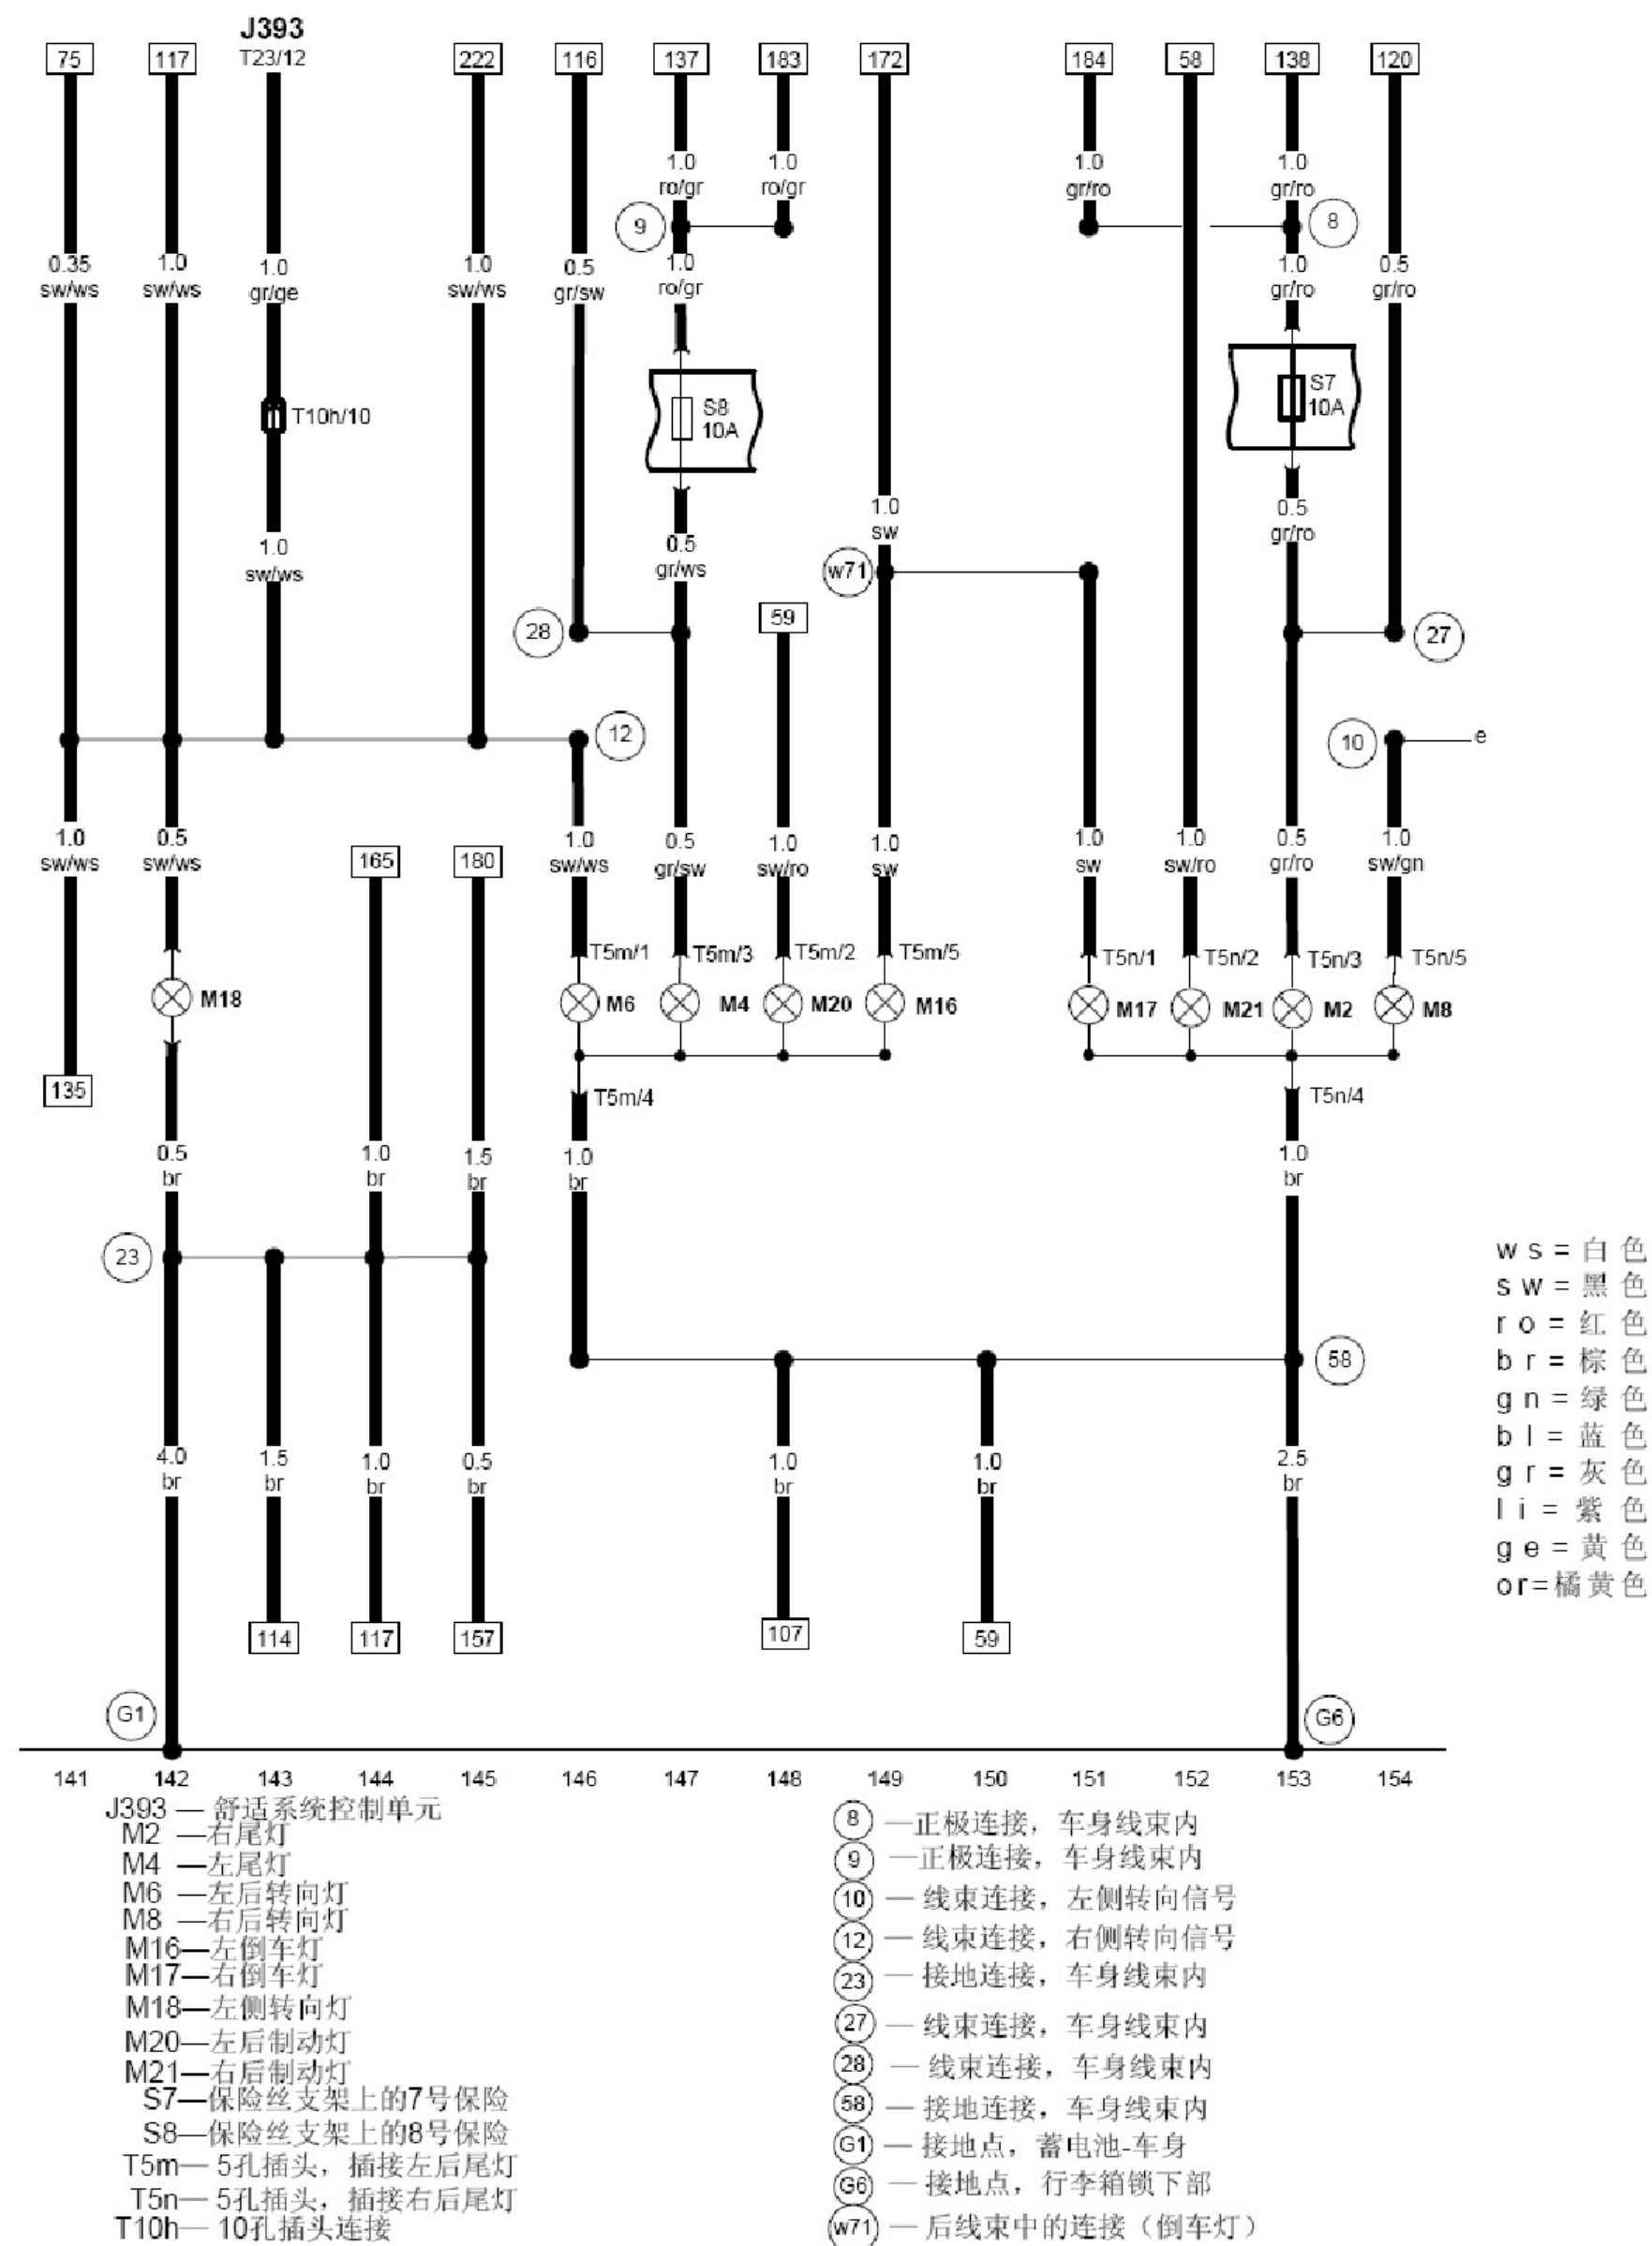 J393
75 117 T23/12 222 116 137 183 172 184 58 138 120
1.0 1.0 1.0 1.0
ro/gr ro/gr gr/ro gr/ro
9 8
0.35 1.0 1.0 1.0 0.5 1.0 1.0 0.5
sw/ws sw/ws gr/ge sw/ws gr/sw ro/gr gr/ro gr/ro
S7
10A
T10h/10
S8
10A
1.0 0.5
sw gr/ro
1.0 0.5
sw/ws gr/ws
w71
59
28 27
12 10 e
1.0 0.5 1.0 0.5 1.0 1.0 1.0 1.0 0.5 1.0
sw/ws sw/ws 165 180 sw/ws gr/sw sw/ro sw sw sw/ro gr/ro sw/gn
T5m/1 T5m/3 T5m/2 T5m/5 T5n/1 T5n/2 T5n/3 T5n/5
M18 M6 M4 M20 M16 M17 M21 M2 M8
135 T5m/4 T5n/4
0.5 1.0 1.5 1.0 1.0
br br br br br
23
58
4.0 1.5 1.0 0.5 1.0 1.0 2.5
br br br br br br br
114 117 157 107 59
G1 G6
141 142 143 144 145 146 147 148 149 150 151 152 153 154
ws=白色
sw=黑色
ro=红色
br=棕色
gn=绿色
bl=蓝色
gr=灰色
li=紫色
ge=黄色
or=橘黄色
J393 — 舒适系统控制单元
M2 —右尾灯
M4 —左尾灯
M6 —左后转向灯
M8 —右后转向灯
M16—左倒车灯
M17—右倒车灯
M18—左侧转向灯
M20—左后制动灯
M21—右后制动灯
S7—保险丝支架上的7号保险
S8—保险丝支架上的8号保险
T5m— 5孔插头，插接左后尾灯
T5n— 5孔插头，插接右后尾灯
T10h— 10孔插头连接
8 —正极连接，车身线束内
9 —正极连接，车身线束内
10 — 线束连接，左侧转向信号
12 — 线束连接，右侧转向信号
23 — 接地连接，车身线束内
27 — 线束连接，车身线束内
28 — 线束连接，车身线束内
58 — 接地连接，车身线束内
G1 — 接地点，蓄电池-车身
G6 — 接地点，行李箱锁下部
w71 — 后线束中的连接（倒车灯）